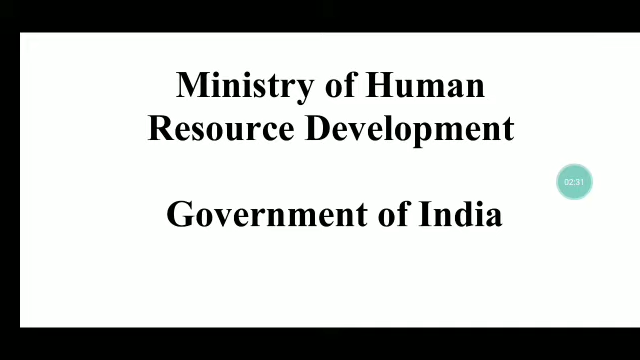 Ministry of Human
Resource Development
02:31
Government of India